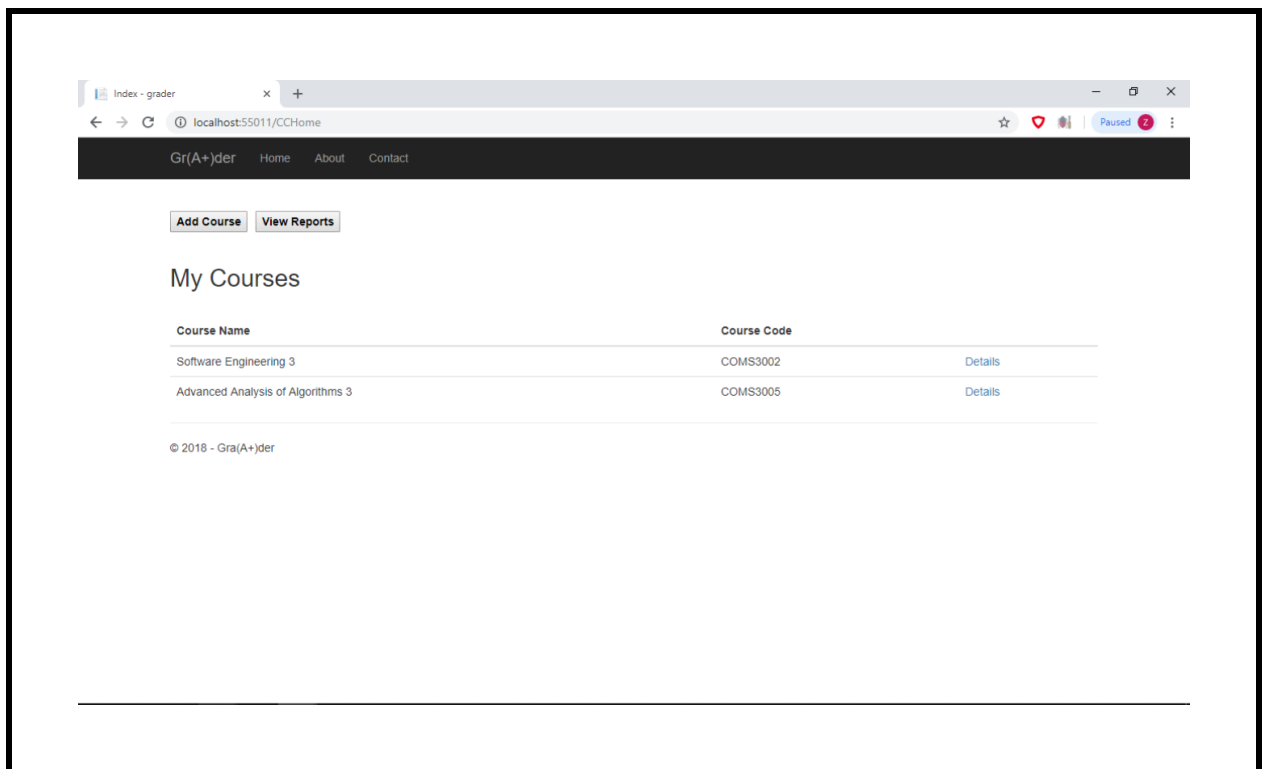 Index - grader
localhost:55011/CCHome
Paused Z
Gr(A+)der Home About Contact
Add Course View Reports
My Courses
Course Name Course Code
Software Engineering 3 COMS3002 Details
Advanced Analysis of Algorithms 3 COMS3005 Details
© 2018 - Gra(A+)der